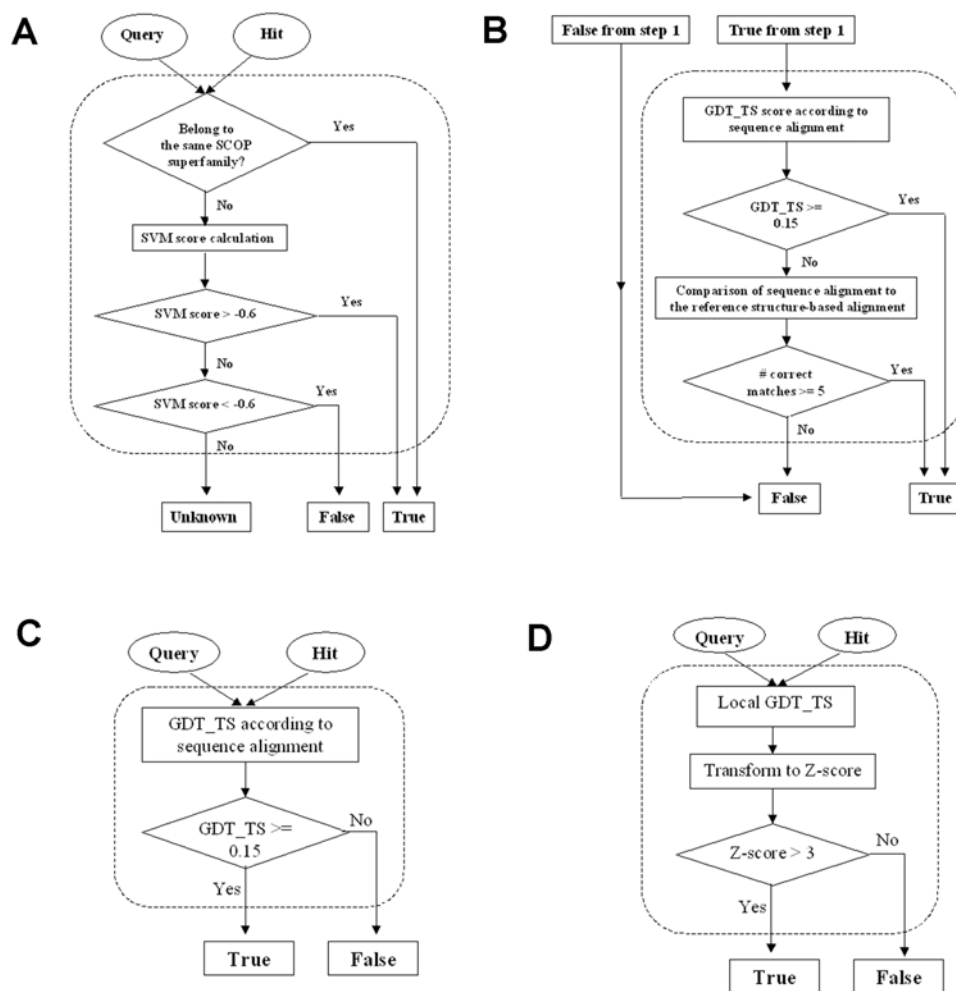 A
Query
Hit
Belong to
the same SCOP
superfamily?
Yes
No
SVM score calculation
SVM score > -0.6
Yes
No
SVM score < -0.6
Yes
No
Unknown
False
True
B
False from step 1
True from step 1
GDT_TS score according to
sequence alignment
GDT_TS >=
0.15
Yes
No
Comparison of sequence alignment to
the reference structure-based alignment
# correct
matches >= 5
Yes
No
False
True
C
Query
Hit
GDT_TS according to
sequence alignment
GDT_TS >=
0.15
No
Yes
True
False
D
Query
Hit
Local GDT_TS
Transform to Z-score
Z-score > 3
No
Yes
True
False